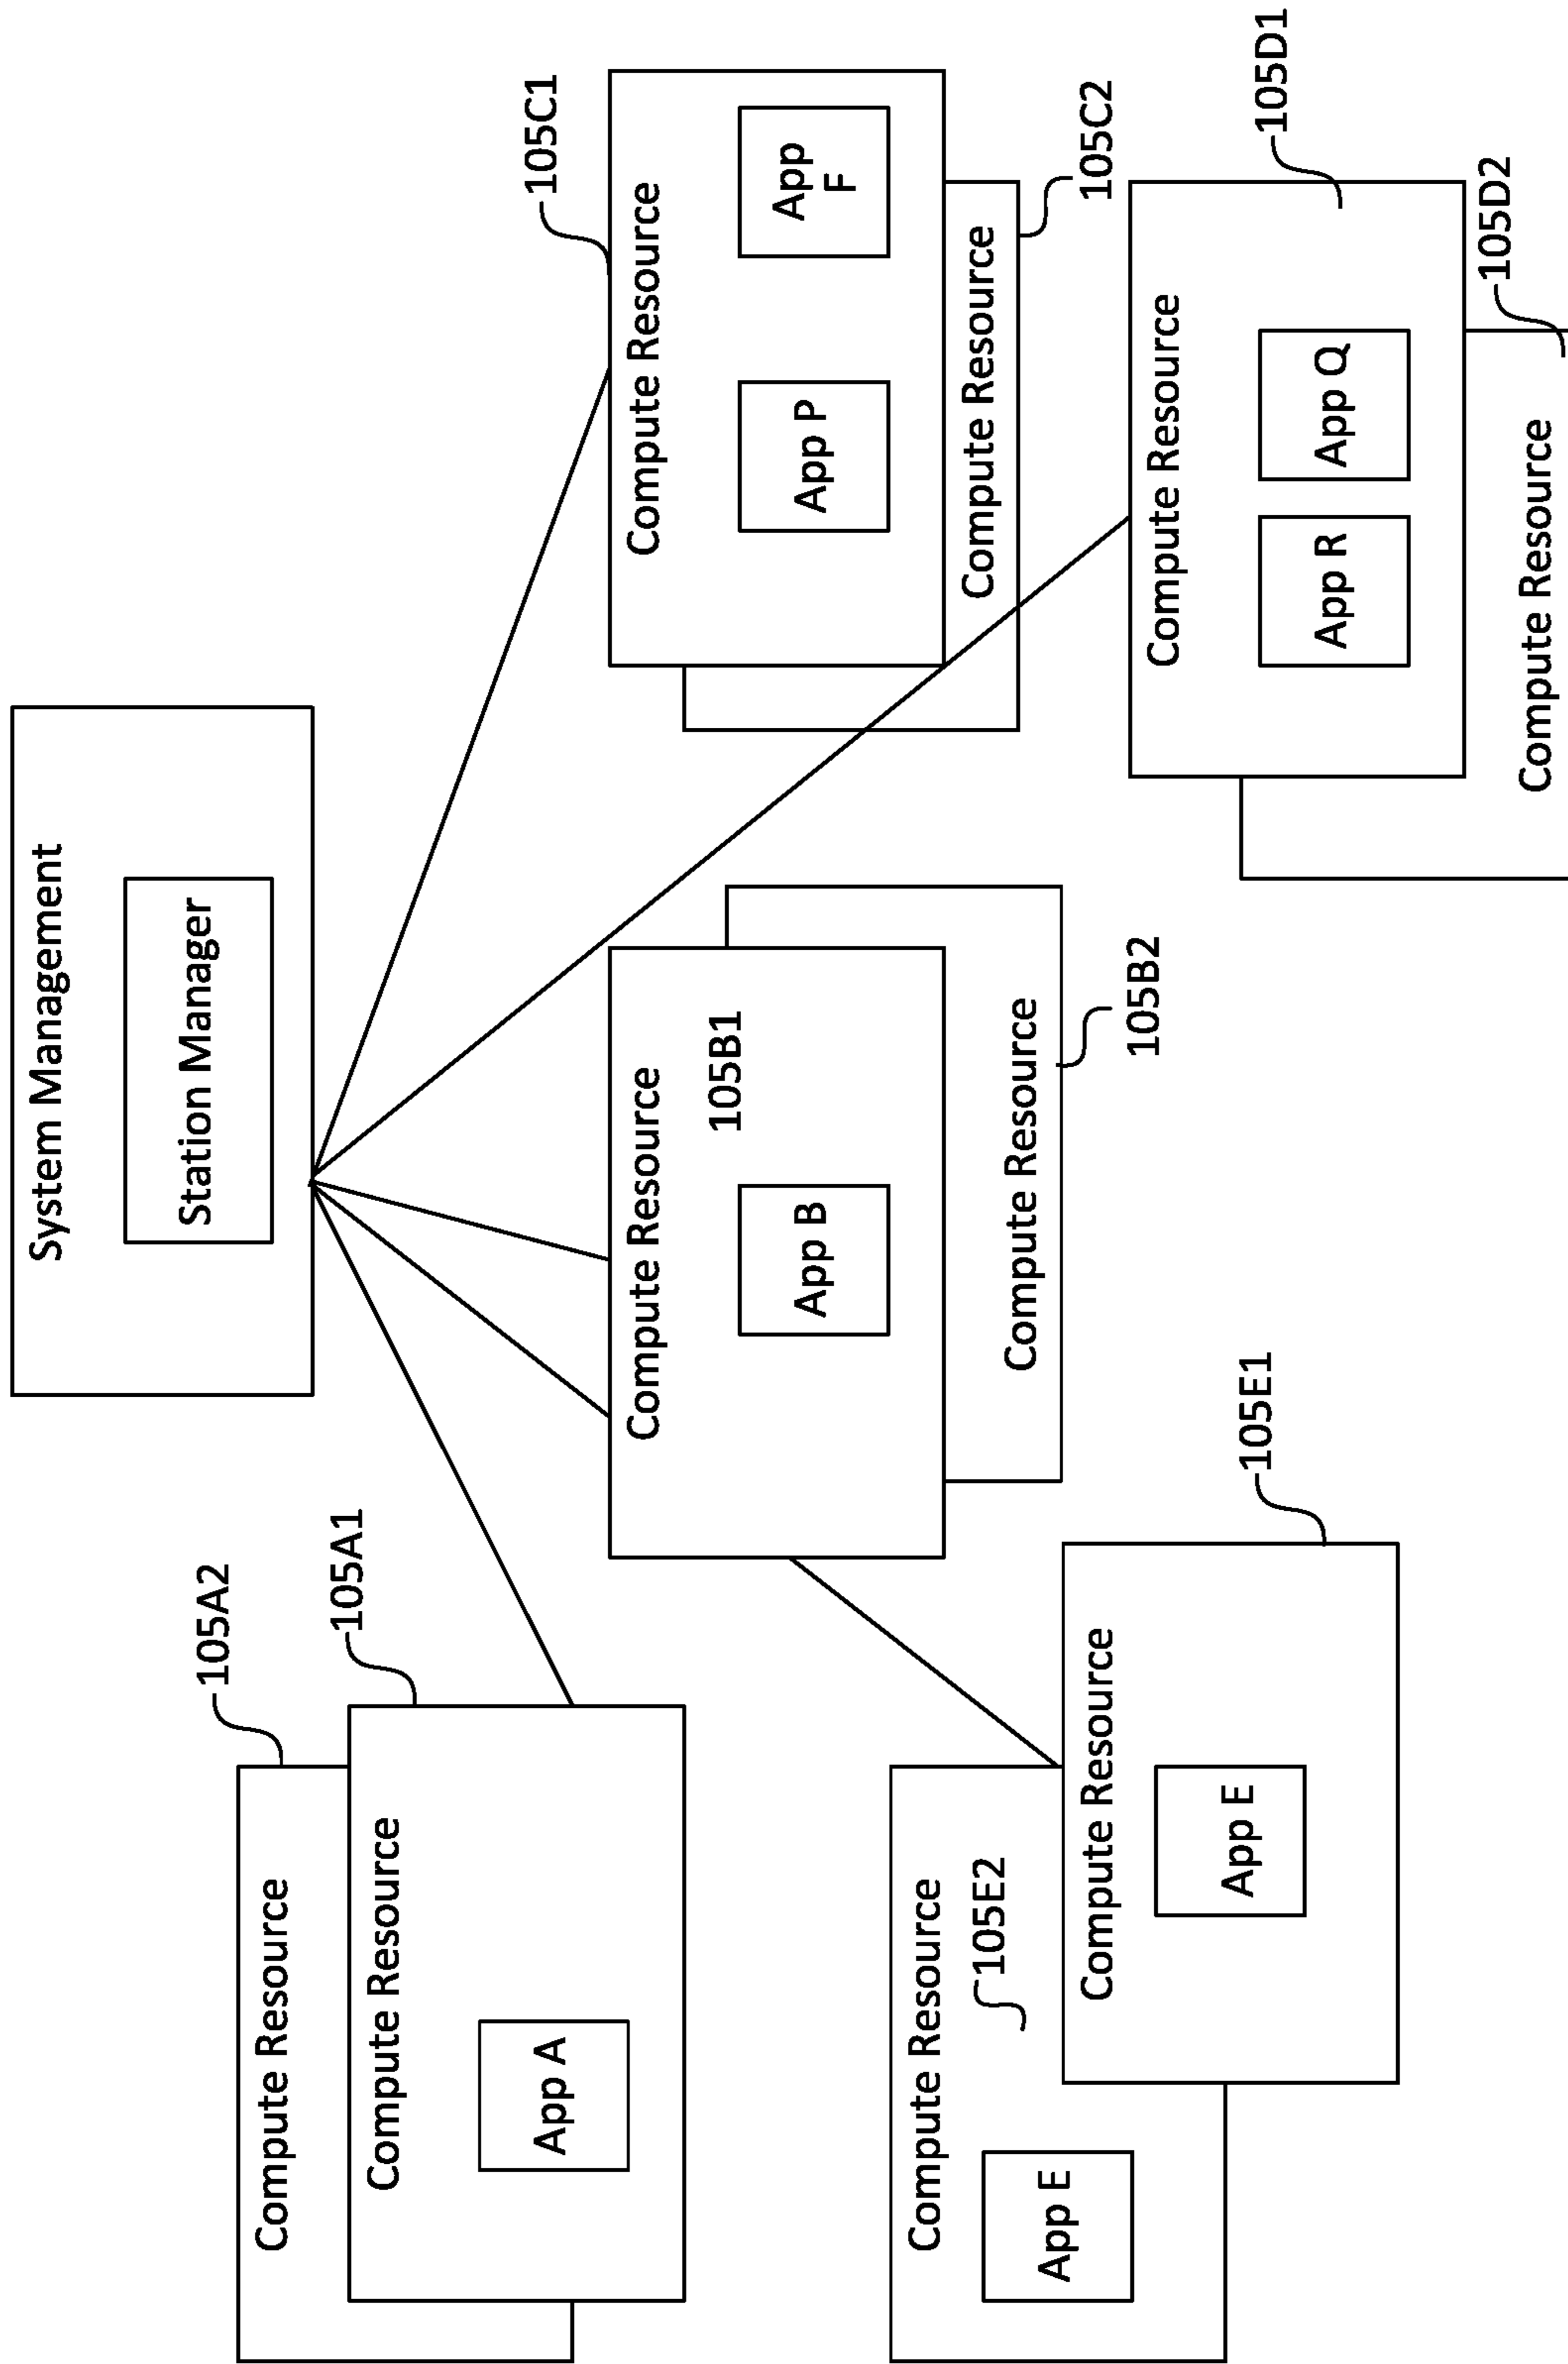 System Management
Station Manager
105A2
Compute Resource
105A1
Compute Resource
App A
Compute Resource
105B1
App B
Compute Resource
105B2
105C1
Compute Resource
App P
App
F
Compute Resource
105C2
Compute Resource
105E2
App E
105E1
Compute Resource
App E
105D1
Compute Resource
App R
App Q
105D2
Compute Resource